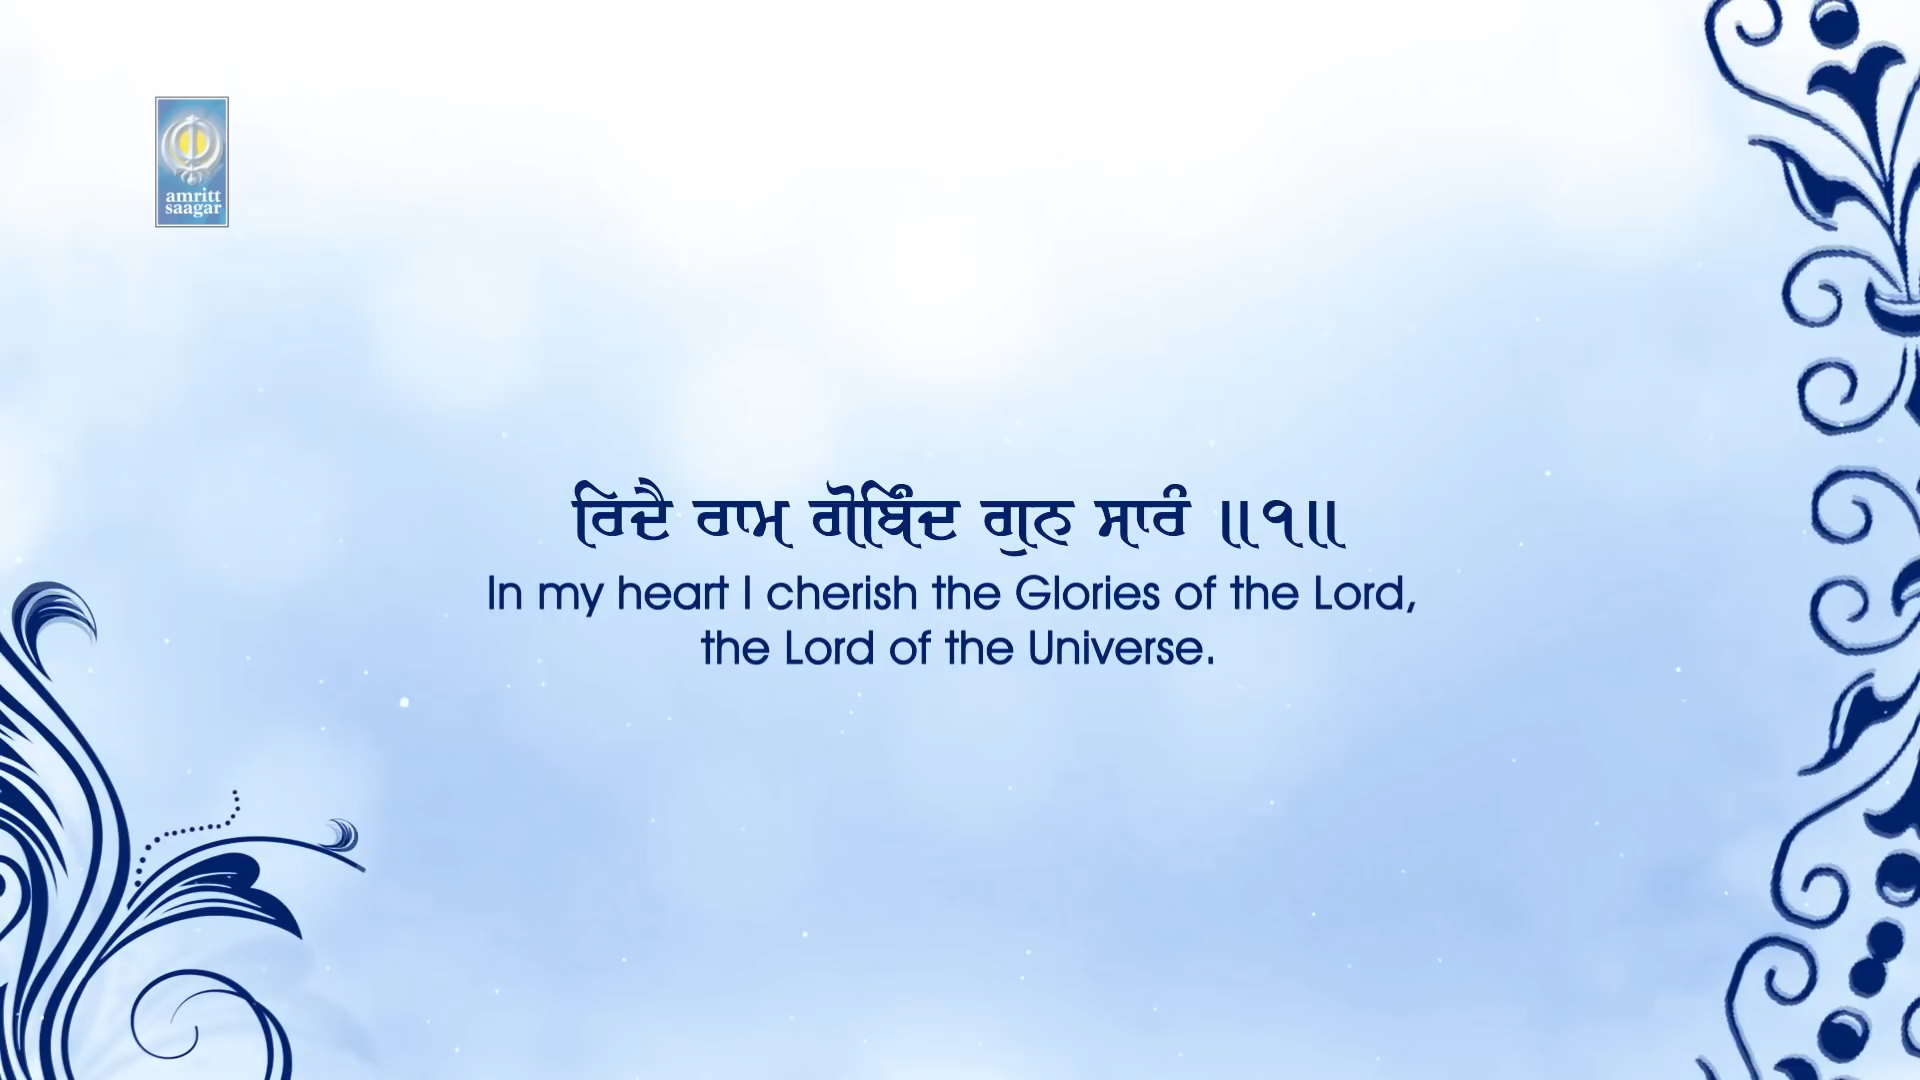 amritt
saagar
ਰਿਦੈ ਰਾਮ ਗੋਬਿੰਦ ਗੁਨ ਸਾਰੰ ॥੧॥
In my heart I cherish the Glories of the Lord,
the Lord of the Universe.